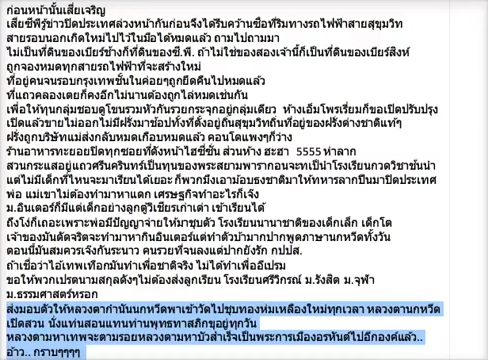 ก่อนหน้านั้นเสี่ยเจริญ
เสี่ยซีพีรู้ข่าวปิดประเทศล่วงหน้ากันก่อนจึงได้รีบคว้านซื้อที่ริมทางรถไฟฟ้าสายสุขุมวิท
สายรอบนอกเกิดใหม่ไปไว้ในมือได้หมดแล้ว ถามไปถามมา
ไม่เป็นที่ดินของเบียร์ช้างก็ที่ดินของซี.พี. ถ้าไม่ใช่ของสองเจ้านี้ก็เป็นที่ดินของเบียร์สิงห์
ถูกจองหมดทุกสายรถไฟฟ้าที่จะสร้างใหม่
ที่อยู่คนจนรอบกรุงเทพชั้นในค่อยๆถูกยึดคืนไปหมดแล้ว
ที่แถวคลองเตยก็คงอีกไม่นานต้องถูกไล่หมดเช่นกัน
เพื่อให้ทุนกลุ่มชอบดูโขนรวมหัวกันรวยกระจุกอยู่กลุ่มเดียว ห้างเอ็มโพรเรี่ยมก็ขอเปิดปรับปรุง
เปิดแล้วขายไม่ออกไม่มีฝรั่งมาช้อปทั้งที่ตั้งอยู่ถิ่นสุขุมวิทถิ่นที่อยู่ของฝรั่งต่างชาติแท้ๆ
ฝรั่งถูกบริษัทแม่ส่งกลับหมดเกือบหมดแล้ว คอนโดแพงๆก็ว่าง
ร้านอาหารทะยอยปิดทุกซอยที่ดังหน้าไฮซีซั่น ส่วนห้าง ฮะฮา 5555 ห่าลาก
สวนกระแสอยู่แถวศรีนครินทร์เป็นทุนของพระสยามพารากอนจะทเป็นำโรงเรียนกวดวิชาขั้นนำ
แต่ไม่มีเด็กที่ไหนจะมาเรียนได้เยอะ ก็พวกมึงเอาม้อบธงชาติมาให้ทหารลากปืนมาปิดประเทศ
พ่อ แม่เขาไม่ต้องทำมาหาแดก เศรษฐกิจทำอะไรก็เจ๊ง
ม.อินเตอร์ก็มีแต่เด็กอย่างลูกตู่วิเชียรเก่าเต่า เข้าเรียนได้
ถึงโง่ก็เถอะเพราะพ่อมีปัญญาจ่ายให้มาชุบตัว โรงเรียนนานาชาติของเด็กเล็ก เด็กโต
เจ้าของมันดัดจริตจะทำมาหากินอินเตอร์แต่ทำตัวบ้ามากปากพูดภาษานกหวีดทั้งวัน
ตอนนี้มันสมควรเจ๊งกันระนาว คนรวยที่จนลงแต่ปากยังรัก กปปส.
ถ้าเชื่อว่าไอ้เทพเทือกมันทำเพื่อชาติจริง ไม่ได้ทำเพื่ออีเปรม
ขอให้พวกเปรตนามสกุลดังๆไม่ต้องส่งลูกเรียน โรงเรียนศรีวิกรณ์ ม.รังสิต ม.จุฬา
ม.ธรรมศาสตร์หรอก
ส่งมอบตัวให้หลวงตากำนันนกหวีดพาเข้าวัดไปชุบทองห่มเหลืองใหม่ทุกเวลา หลวงตานกหวีด
เปิดสวน นั่งแท่นสอนแทนท่านพุทธทาสภิกขุอยู่ทุกวัน
หลวงตามหาเทพจะตามรอยหลวงตามหาบัวสำเร็จเป็นพระการเมืองอรหันต์ไปอีกองค์แล้ว..
อ้าว.. กราบๆๆๆๆ